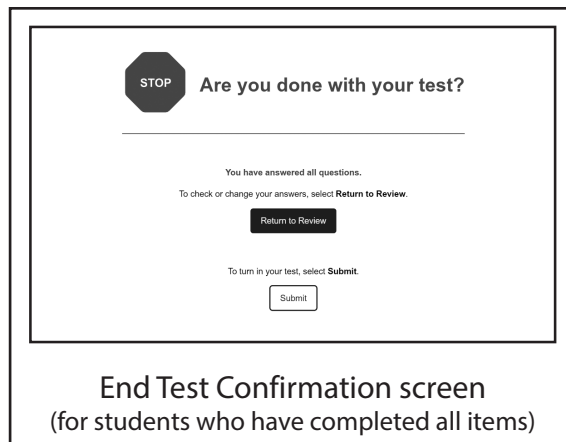 STOP
Are you done with your test?
You have answered all questions.
To check or change your answers, select Return to Review.
Return to Review
To turn in your test, select Submit.
Submit
End Test Confirmation screen
(for students who have completed all items)